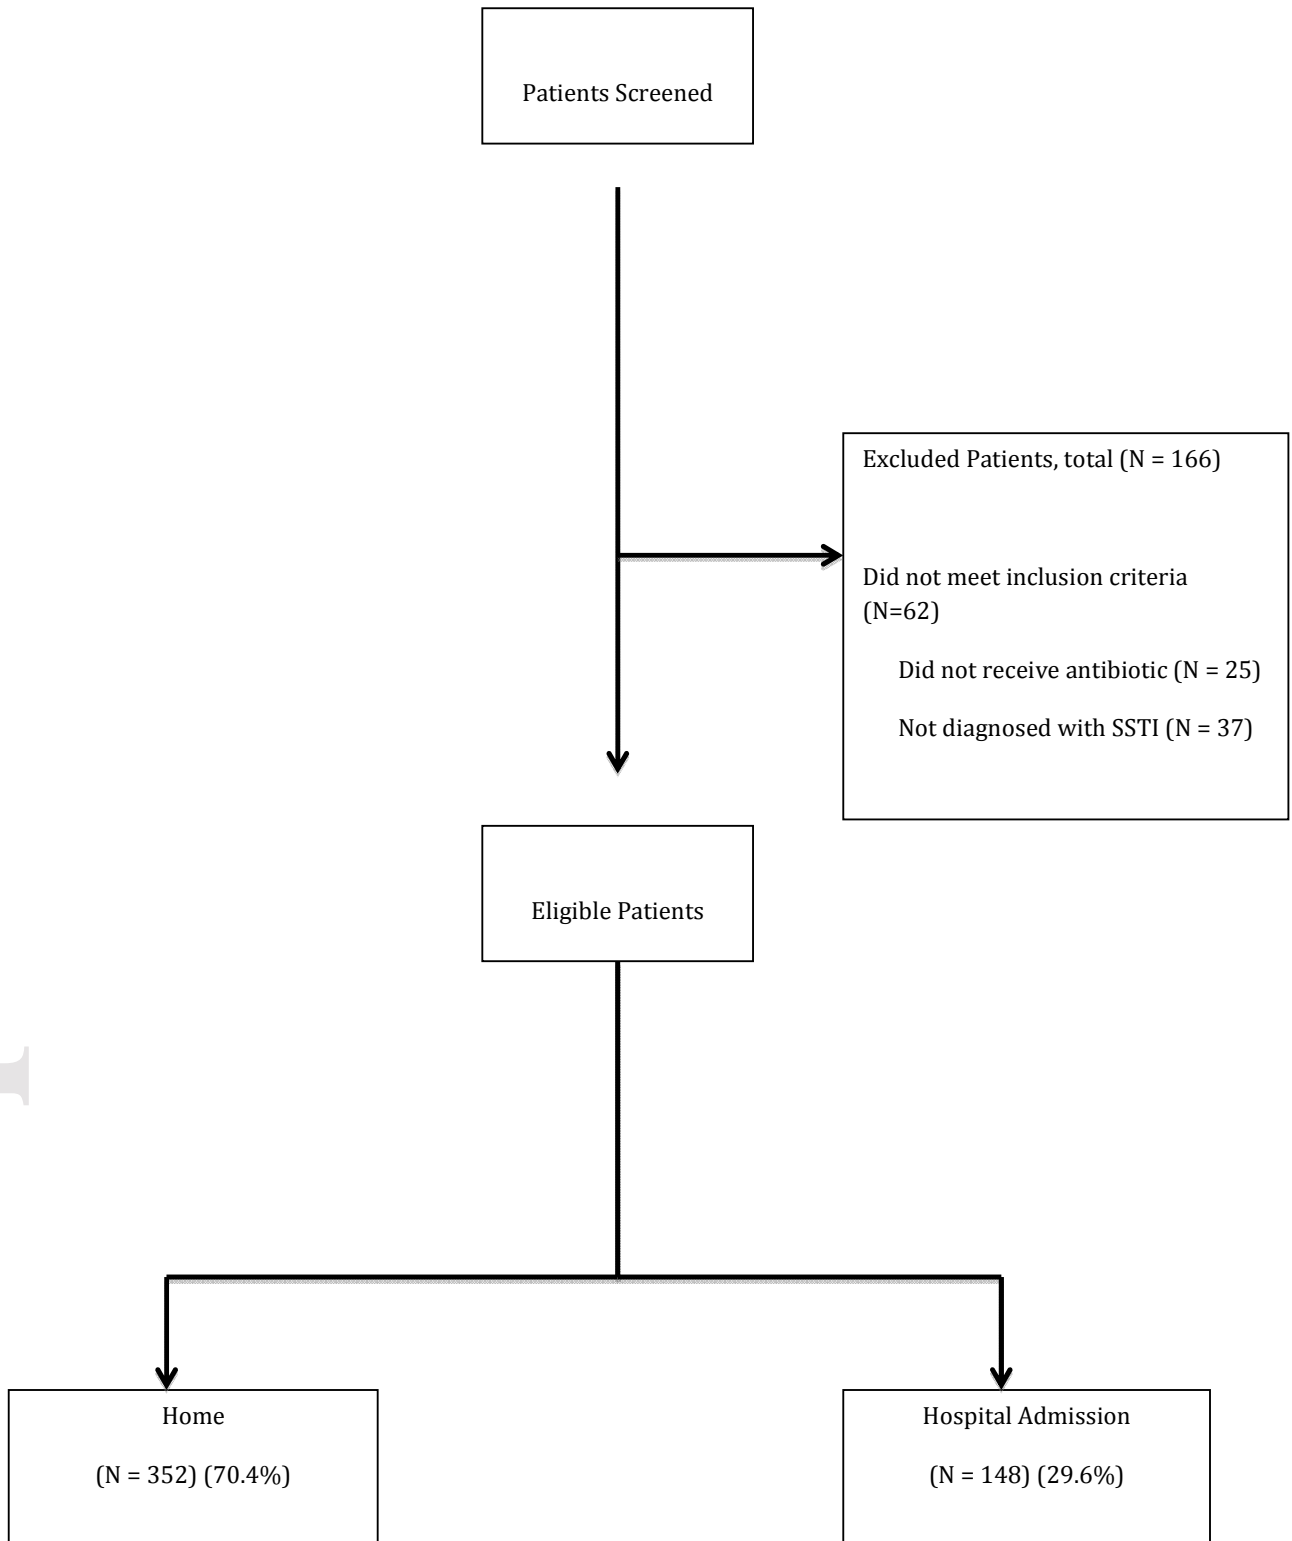 Patients Screened
Excluded Patients, total (N = 166)
Did not meet inclusion criteria
(N=62)
Did not receive antibiotic (N = 25)
Not diagnosed with SSTI (N = 37)
Eligible Patients
Home
(N = 352) (70.4%)
Hospital Admission
(N = 148) (29.6%)